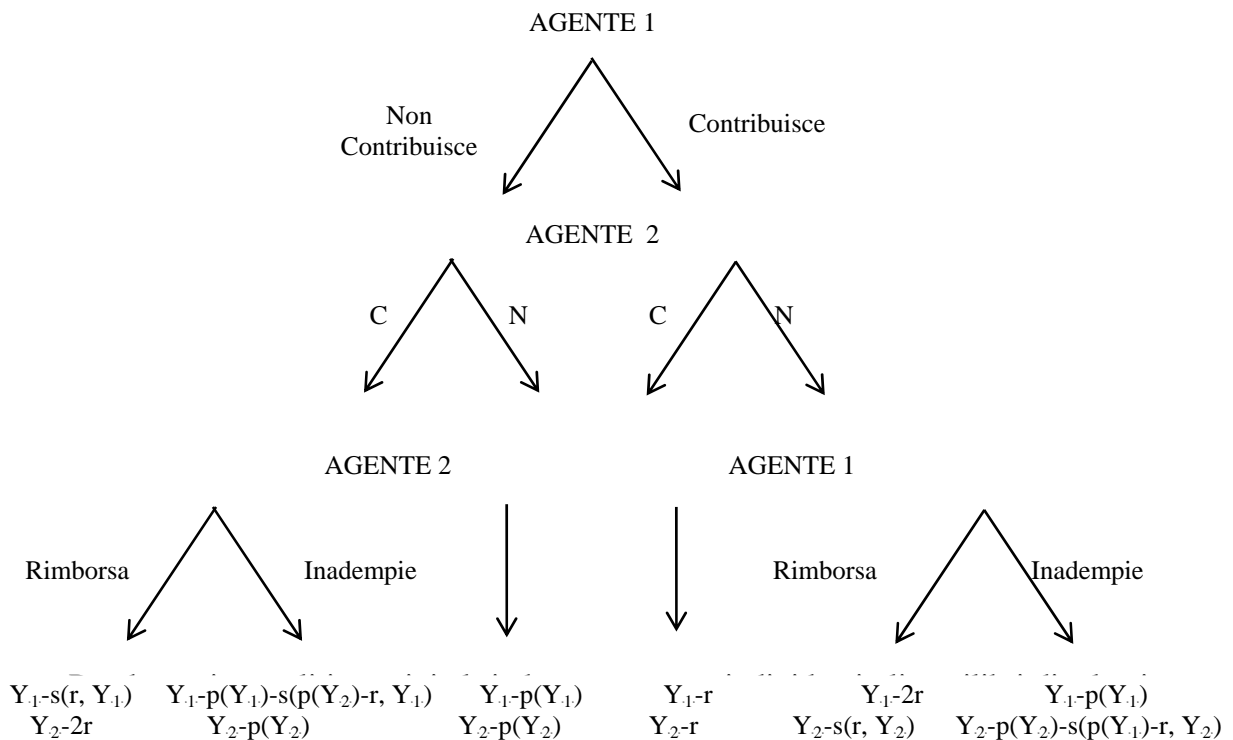 AGENTE 1
Non
Contribuisce
Contribuisce
AGENTE 2
C N C N
AGENTE 2 AGENTE 1
Rimborsa Inadempie Rimborsa Inadempie
Y₁-s(r, Y₁) Y₁-p(Y₁)-s(p(Y₂)-r, Y₁) Y₁-p(Y₁) Y₁-r Y₁-2r Y₁-p(Y₁)
Y₂-2r Y₂-p(Y₂) Y₂-p(Y₂) Y₂-r Y₂-s(r, Y₂) Y₂-p(Y₂)-s(p(Y₁)-r, Y₂)